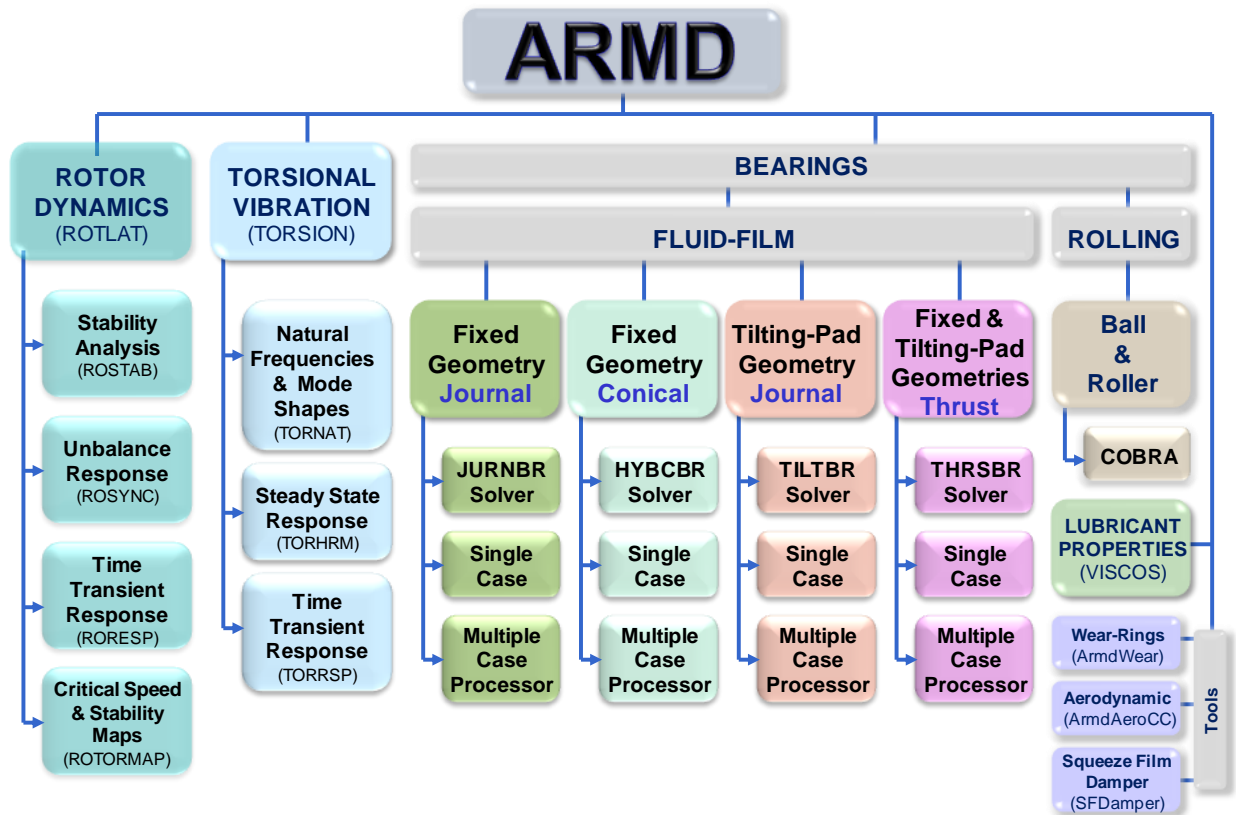 ARMD
ROTOR
DYNAMICS
(ROTLAT)
Stability
Analysis
(ROSTAB)
Unbalance
Response
(ROSYNC)
Time
Transient
Response
(RORESP)
Critical Speed
& Stability
Maps
(ROTORMAP)
TORSIONAL
VIBRATION
(TORSION)
Natural
Frequencies
& Mode
Shapes
(TORNAT)
Steady State
Response
(TORHRM)
Time
Transient
Response
(TORRSP)
BEARINGS
FLUID-FILM
Fixed
Geometry
Journal
JURNBR
Solver
Single
Case
Multiple
Case
Processor
Fixed
Geometry
Conical
HYBCBR
Solver
Single
Case
Multiple
Case
Processor
Tilting-Pad
Geometry
Journal
TILTBR
Solver
Single
Case
Multiple
Case
Processor
Fixed &
Tilting-Pad
Geometries
Thrust
THRSBR
Solver
Single
Case
Multiple
Case
Processor
ROLLING
Ball
&
Roller
COBRA
LUBRICANT
PROPERTIES
(VISCOS)
Tools
Wear-Rings
(ArmdWear)
Aerodynamic
(ArmdAeroCC)
Squeeze Film
Damper
(SFDamper)